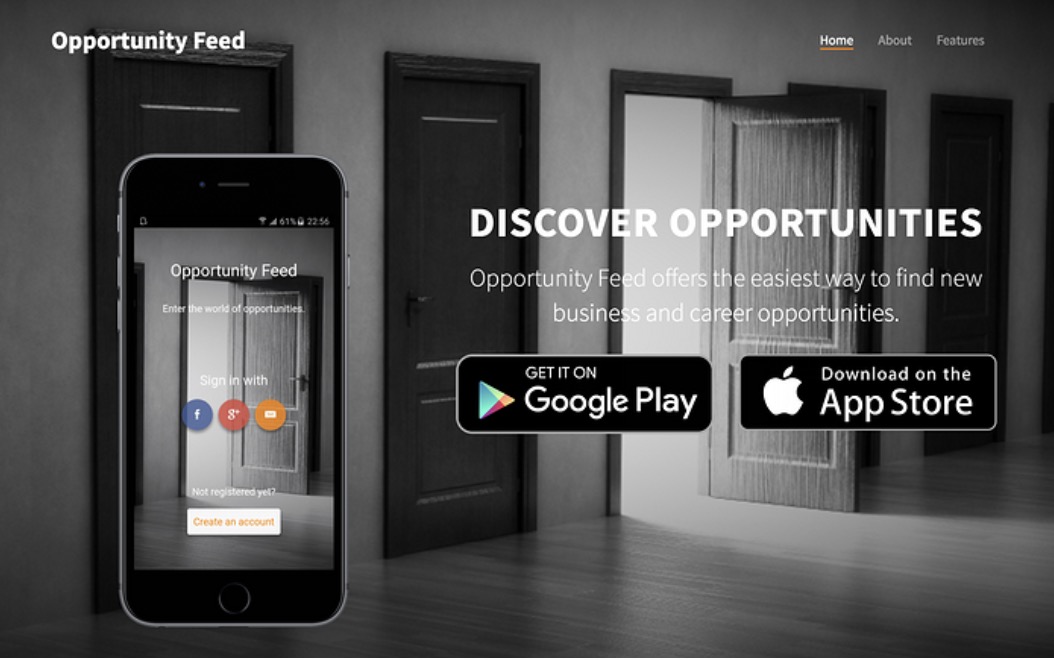 Opportunity Feed
Home
About
Features
61% 22:56
Opportunity Feed
Enter the world of opportunities.
Sign in with
f
g+
Not registered yet?
Create an account
DISCOVER OPPORTUNITIES
Opportunity Feed offers the easiest way to find new
business and career opportunities.
GET IT ON
Google Play
Download on the
App Store